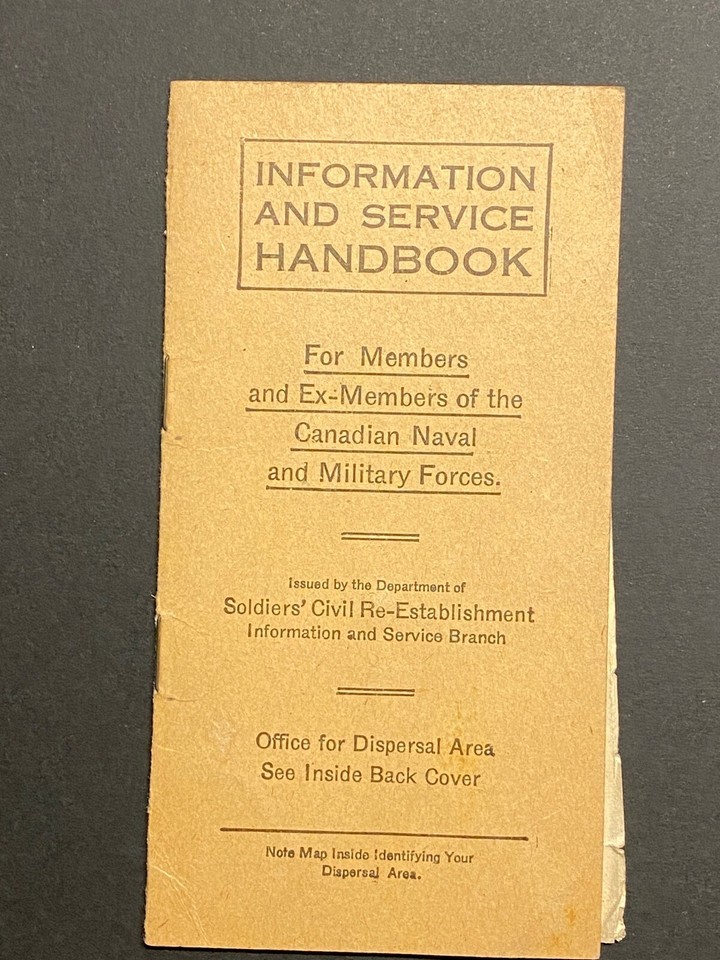 INFORMATION
AND SERVICE
HANDBOOK
For Members
and Ex-Members of the
Canadian Naval
and Military Forces.
Issued by the Department of
Soldiers' Civil Re-Establishment
Information and Service Branch
Office for Dispersal Area
See Inside Back Cover
Note Map Inside Identifying Your
Dispersal Area.